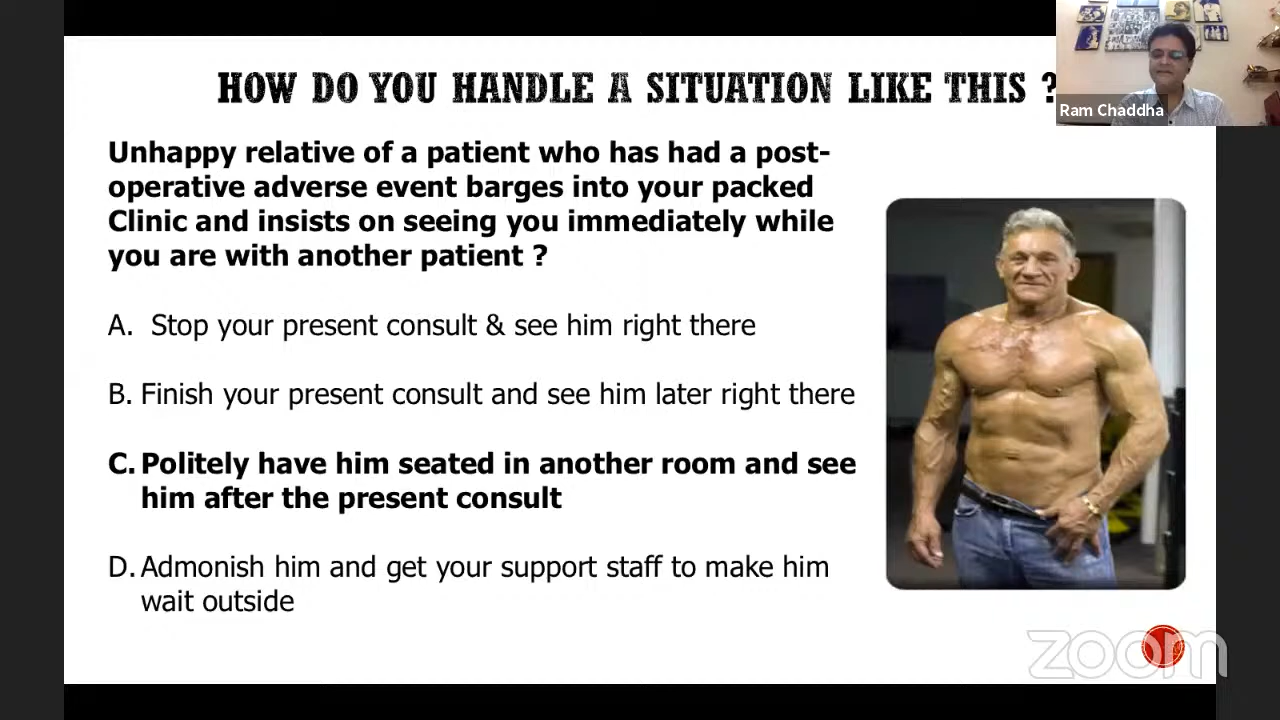 HOW DO YOU HANDLE A SITUATION LIKE THIS ?
Ram Chaddha
Unhappy relative of a patient who has had a post-
operative adverse event barges into your packed
Clinic and insists on seeing you immediately while
you are with another patient ?
A. Stop your present consult & see him right there
B. Finish your present consult and see him later right there
C. Politely have him seated in another room and see
him after the present consult
D. Admonish him and get your support staff to make him
wait outside
zoom